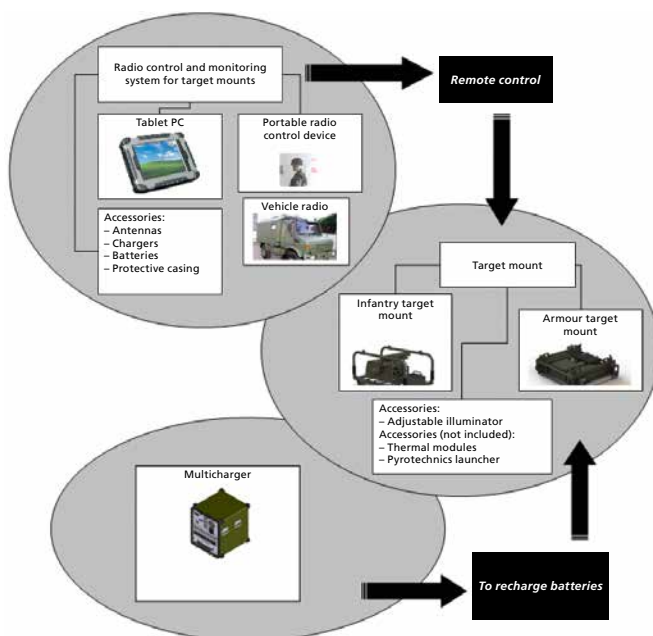 Radio control and monitoring
system for target mounts
Remote control
Tablet PC
Portable radio
control device
Vehicle radio
Accessories:
– Antennas
– Chargers
– Batteries
– Protective casing
Target mount
Infantry target
mount
Armour target
mount
Accessories:
– Adjustable illuminator
Accessories (not included):
– Thermal modules
– Pyrotechnics launcher
Multicharger
To recharge batteries